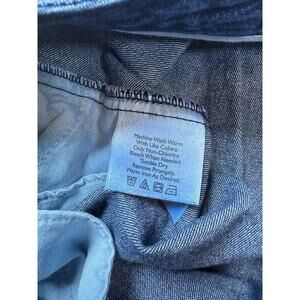 Machine Wash Warm
With Like Colors.
Only Non-Chlorine
Bleach When Needed.
Tumble Dry.
Remove Promptly.
Warm Iron As Desired.